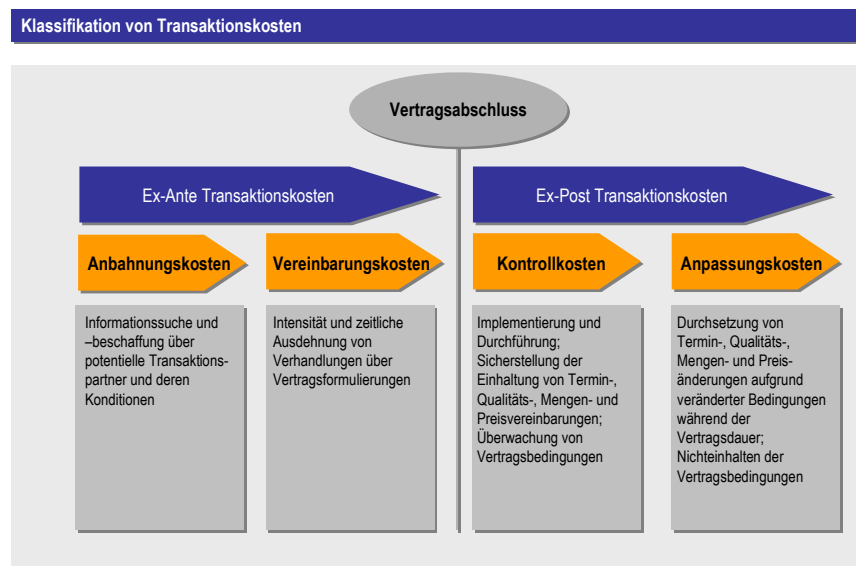 Klassifikation von Transaktionskosten
Vertragsabschluss
Ex-Ante Transaktionskosten
Ex-Post Transaktionskosten
Anbahnungskosten
Vereinbarungskosten
Kontrollkosten
Anpassungskosten
Informationssuche und
–beschaffung über
potentielle Transaktions-
partner und deren
Konditionen
Intensität und zeitliche
Ausdehnung von
Verhandlungen über
Vertragsformulierungen
Implementierung und
Durchführung;
Sicherstellung der
Einhaltung von Termin-,
Qualitäts-, Mengen- und
Preisvereinbarungen;
Überwachung von
Vertragsbedingungen
Durchsetzung von
Termin-, Qualitäts-,
Mengen- und Preis-
änderungen aufgrund
veränderter Bedingungen
während der
Vertragsdauer;
Nichteinhalten der
Vertragsbedingungen